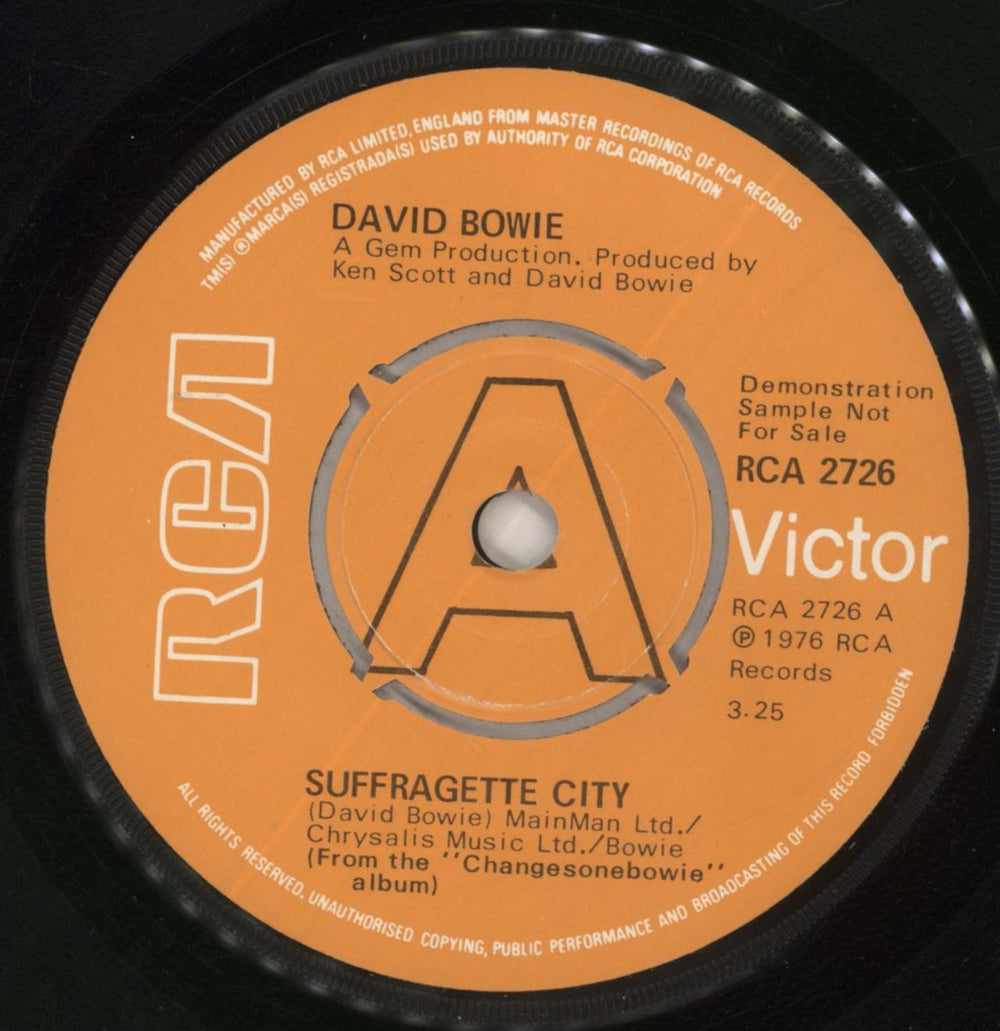 MANUFACTURED BY RCA LIMITED, ENGLAND FROM MASTER RECORDINGS OF RCA RECORDS
TM(S) ® MARCA(S) REGISTRADA(S) USED BY AUTHORITY OF RCA CORPORATION
DAVID BOWIE
A Gem Production. Produced by
Ken Scott and David Bowie
RCA
A
Demonstration
Sample Not
For Sale
RCA 2726
Victor
RCA 2726 A
℗ 1976 RCA
Records
3.25
SUFFRAGETTE CITY
(David Bowie) MainMan Ltd./
Chrysalis Music Ltd./Bowie
(From the "Changesonebowie"
album)
ALL RIGHTS RESERVED. UNAUTHORISED COPYING, PUBLIC PERFORMANCE AND BROADCASTING OF THIS RECORD FORBIDDEN